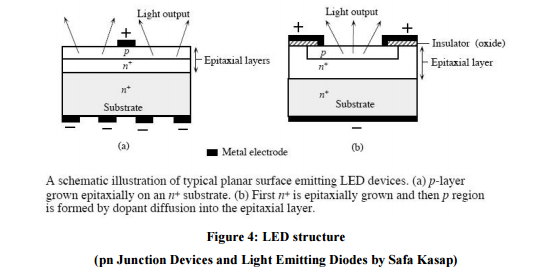 Light output
Light output
+
+
+
Insulator (oxide)
p
p
Epitaxial layers
Epitaxial layer
n+
n+
n+
n+
Substrate
Substrate
− − − −
−
(a)
(b)
Metal electrode
A schematic illustration of typical planar surface emitting LED devices. (a) p-layer
grown epitaxially on an n+ substrate. (b) First n+ is epitaxially grown and then p region
is formed by dopant diffusion into the epitaxial layer.
Figure 4: LED structure
(pn Junction Devices and Light Emitting Diodes by Safa Kasap)